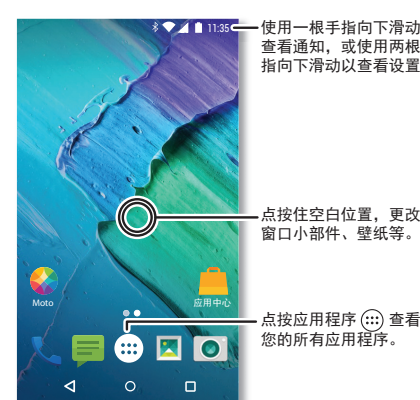 11:35
使用一根手指向下滑动
查看通知，或使用两根
指向下滑动以查看设置
点按住空白位置，更改
窗口小部件、壁纸等。
Moto
应用中心
点按应用程序 查看
您的所有应用程序。